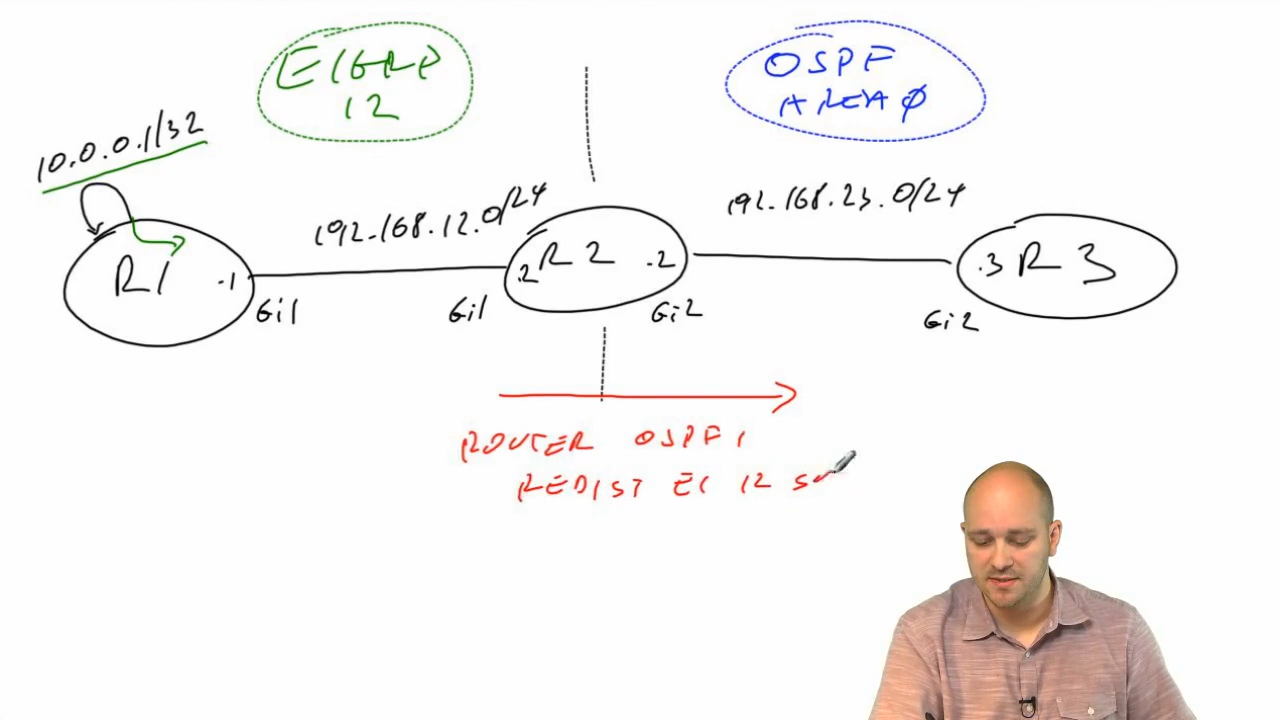 EIGRP
12
OSPF
AREA 0
10.0.0.1/32
192.168.12.0/24
192.168.23.0/24
R1 .1
.2 R2 .2
.3 R3
Gi1
Gi1
Gi2
Gi2
ROUTER OSPF 1
REDIST EI 12